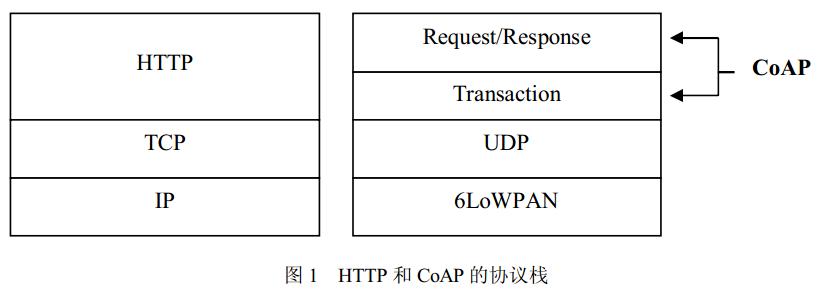 HTTP
TCP
IP
Request/Response
Transaction
UDP
6LoWPAN
CoAP
图 1 HTTP 和 CoAP 的协议栈